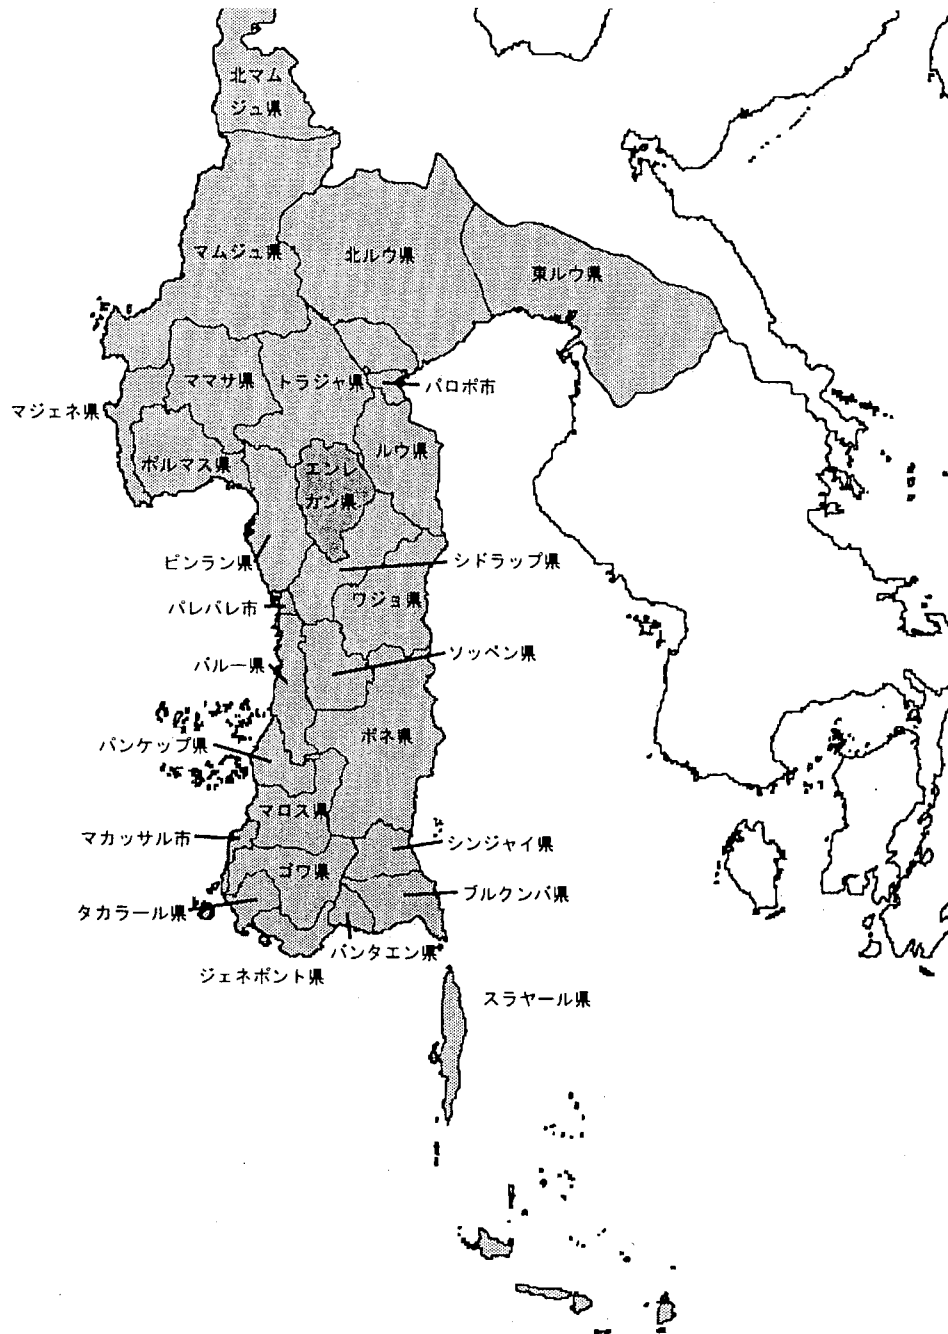 北マム
ジュ県
マムジュ県
北ルウ県
東ルウ県
ママサ県
トラジャ県
パロポ市
マジェネ県
ポルマス県
ルウ県
エンレ
カン県
ピンラン県
シドラップ県
パレパレ市
ワジョ県
バルー県
ソッペン県
パンケップ県
ボネ県
マロス県
マカッサル市
シンジャイ県
ゴワ県
ブルクンバ県
タカラール県
バンタエン県
ジェネポント県
スラヤール県